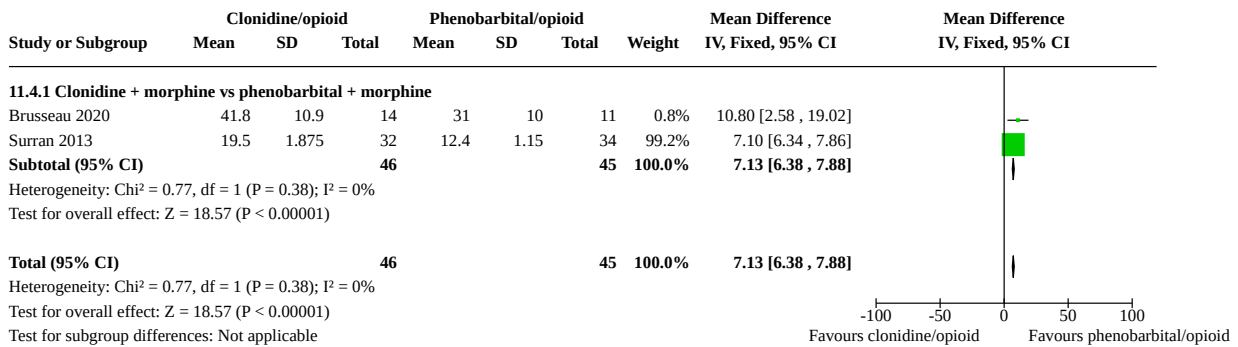 Clonidine/opioid Phenobarbital/opioid Mean Difference Mean Difference
Study or Subgroup Mean SD Total Mean SD Total Weight IV, Fixed, 95% CI IV, Fixed, 95% CI
11.4.1 Clonidine + morphine vs phenobarbital + morphine
Brusseau 2020 41.8 10.9 14 31 10 11 0.8% 10.80 [2.58 , 19.02]
Surran 2013 19.5 1.875 32 12.4 1.15 34 99.2% 7.10 [6.34 , 7.86]
Subtotal (95% CI) 46 45 100.0% 7.13 [6.38 , 7.88]
Heterogeneity: Chi² = 0.77, df = 1 (P = 0.38); I² = 0%
Test for overall effect: Z = 18.57 (P < 0.00001)
Total (95% CI) 46 45 100.0% 7.13 [6.38 , 7.88]
Heterogeneity: Chi² = 0.77, df = 1 (P = 0.38); I² = 0%
Test for overall effect: Z = 18.57 (P < 0.00001) -100 -50 0 50 100
Test for subgroup differences: Not applicable Favours clonidine/opioid Favours phenobarbital/opioid